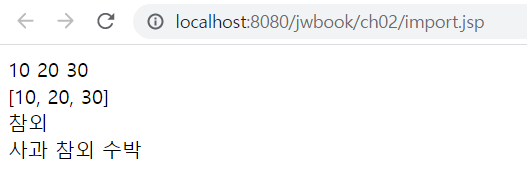 localhost:8080/jwbook/ch02/import.jsp
10 20 30
[10, 20, 30]
참외
사과 참외 수박